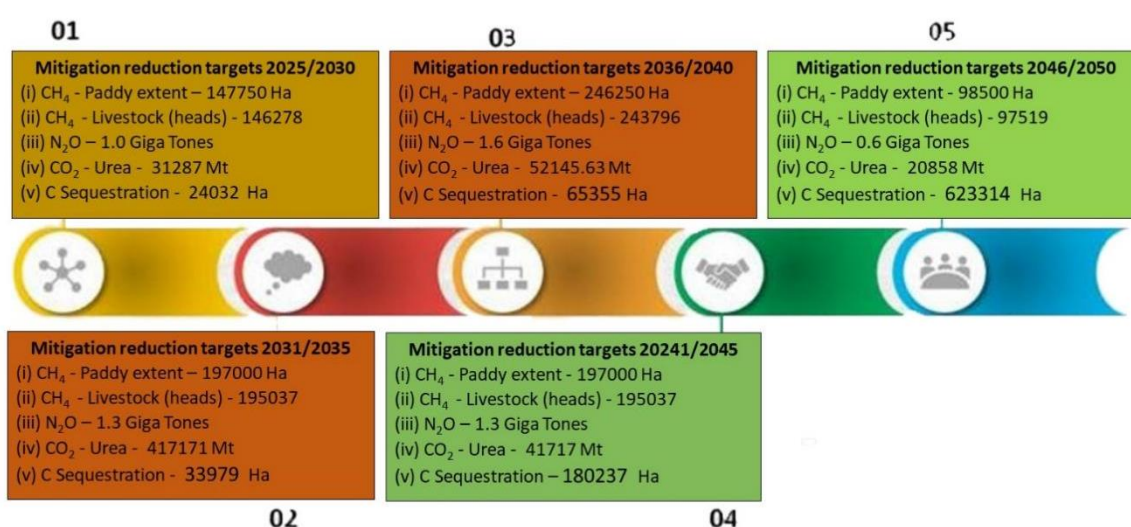 01
Mitigation reduction targets 2025/2030
(i) CH₄ - Paddy extent – 147750 Ha
(ii) CH₄ - Livestock (heads) - 146278
(iii) N₂O – 1.0 Giga Tones
(iv) CO₂ - Urea - 31287 Mt
(v) C Sequestration - 24032 Ha
03
Mitigation reduction targets 2036/2040
(i) CH₄ - Paddy extent – 246250 Ha
(ii) CH₄ - Livestock (heads) - 243796
(iii) N₂O – 1.6 Giga Tones
(iv) CO₂ - Urea - 52145.63 Mt
(v) C Sequestration - 65355 Ha
05
Mitigation reduction targets 2046/2050
(i) CH₄ - Paddy extent - 98500 Ha
(ii) CH₄ - Livestock (heads) - 97519
(iii) N₂O – 0.6 Giga Tones
(iv) CO₂ - Urea - 20858 Mt
(v) C Sequestration - 623314 Ha
Mitigation reduction targets 2031/2035
(i) CH₄ - Paddy extent – 197000 Ha
(ii) CH₄ - Livestock (heads) - 195037
(iii) N₂O – 1.3 Giga Tones
(iv) CO₂ - Urea - 417171 Mt
(v) C Sequestration - 33979 Ha
02
Mitigation reduction targets 20241/2045
(i) CH₄ - Paddy extent - 197000 Ha
(ii) CH₄ - Livestock (heads) - 195037
(iii) N₂O – 1.3 Giga Tones
(iv) CO₂ - Urea - 41717 Mt
(v) C Sequestration – 180237 Ha
04